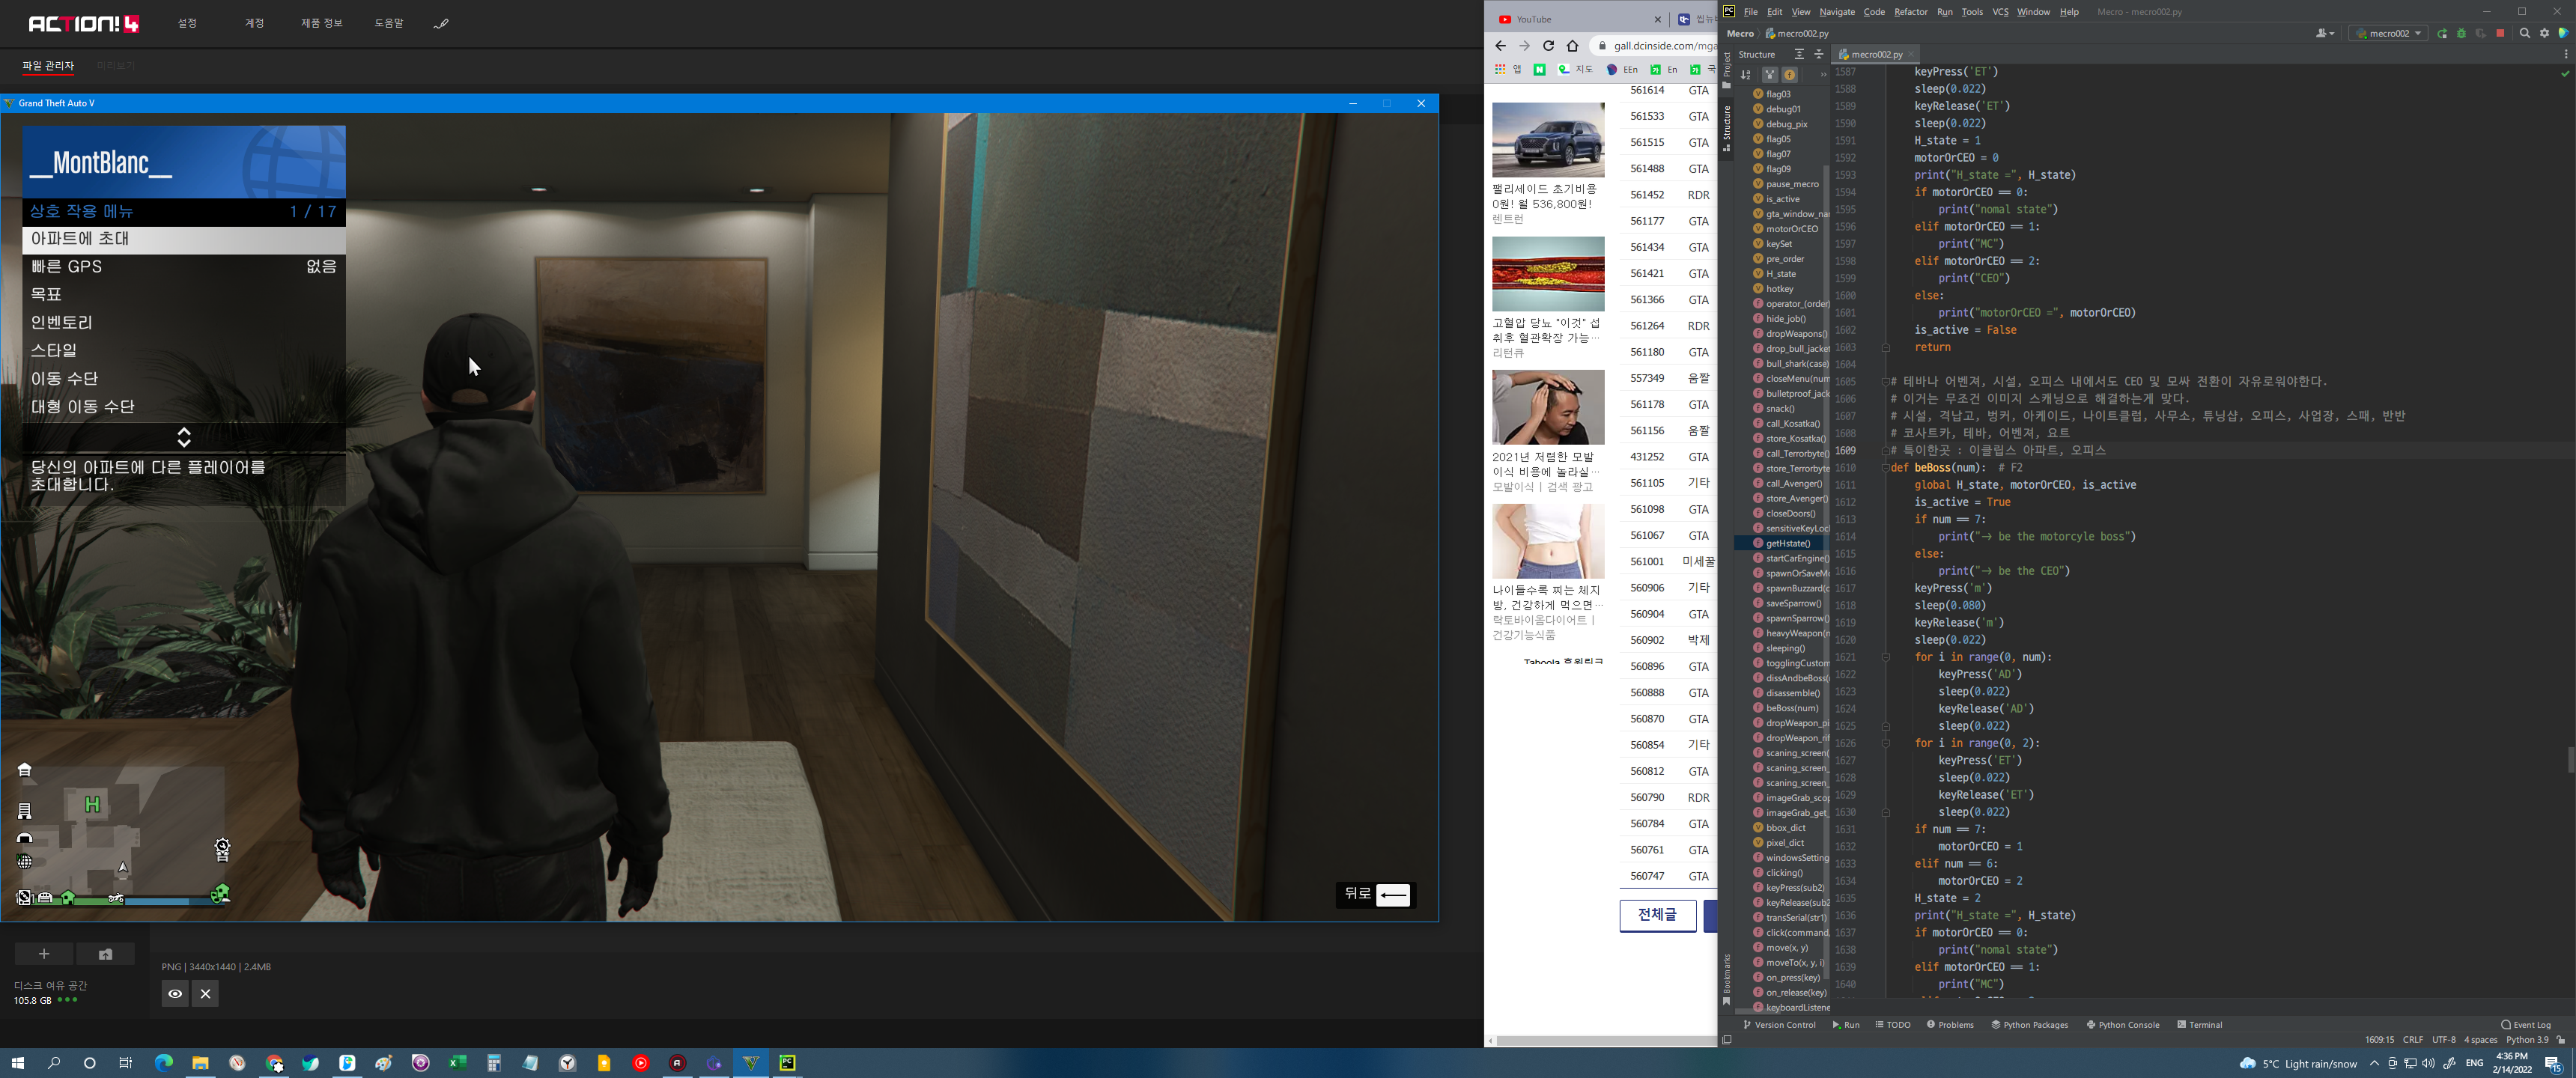 ACTION! 4
설정
계정
제품 정보
도움말
파일 관리자
미리보기
Grand Theft Auto V
__MontBlanc__
상호 작용 메뉴 1 / 17
아파트에 초대
빠른 GPS 없음
목표
인벤토리
스타일
이동 수단
대형 이동 수단
당신의 아파트에 다른 플레이어를
초대합니다.
H
뒤로
디스크 여유 공간
105.8 GB
PNG | 3440x1440 | 2.4MB
YouTube
gall.dcinside.com/mga
앱
지도
EEn
En
국
팰리세이드 초기비용
0원! 월 536,800원!
렌트런
고혈압 당뇨 "이것" 섭
취후 혈관확장 가능…
리턴큐
2021년 저렴한 모발
이식 비용에 놀라실…
모발이식 | 검색 광고
나이들수록 찌는 체지
방, 건강하게 먹으면…
락토바이옴다이어트 |
건강기능식품
561614 GTA
561533 GTA
561515 GTA
561488 GTA
561452 RDR
561177 GTA
561434 GTA
561421 GTA
561366 GTA
561264 RDR
561180 GTA
557349 움짤
561178 GTA
561156 움짤
431252 GTA
561105 기타
561098 GTA
561067 GTA
561001 미세꿀
560906 기타
560904 GTA
560902 박제
560896 GTA
560888 GTA
560870 GTA
560854 기타
560812 GTA
560790 RDR
560784 GTA
560761 GTA
560747 GTA
전체글
File Edit View Navigate Code Refactor Run Tools VCS Window Help Mecro - mecro002.py
Mecro mecro002.py
mecro002
Project
Structure
Bookmarks
Structure
mecro002.py
flag03
debug01
debug_pix
flag05
flag07
flag09
pause_mecro
is_active
gta_window_na
motorOrCEO
keySet
pre_order
H_state
hotkey
operator_(order)
hide_job()
dropWeapons()
drop_bull_jacket
bull_shark(case)
closeMenu(num
bulletproof_jack
snack()
call_Kosatka()
store_Kosatka()
call_Terrorbyte()
store_Terrorbyte
call_Avenger()
store_Avenger()
closeDoors()
sensitiveKeyLoc
getHstate()
startCarEngine()
spawnOrSaveMo
spawnBuzzard(c
saveSparrow()
spawnSparrow()
heavyWeapon(n
sleeping()
togglingCustom
dissAndbeBoss(
disassemble()
beBoss(num)
dropWeapon_pi
dropWeapon_rif
scaning_screen(
scaning_screen_
scaning_screen_
imageGrab_scop
imageGrab_get_
bbox_dict
pixel_dict
windowsSetting
clicking()
keyPress(sub2)
keyRelease(sub2
transSerial(str1)
click(command,
move(x, y)
moveTo(x, y, i)
on_press(key)
on_release(key)
keyboardListene
1587 keyPress('ET')
1588 sleep(0.022)
1589 keyRelease('ET')
1590 sleep(0.022)
1591 H_state = 1
1592 motorOrCEO = 0
1593 print("H_state =", H_state)
1594 if motorOrCEO == 0:
1595 print("nomal state")
1596 elif motorOrCEO == 1:
1597 print("MC")
1598 elif motorOrCEO == 2:
1599 print("CEO")
1600 else:
1601 print("motorOrCEO =", motorOrCEO)
1602 is_active = False
1603 return
1604
1605 # 테바나 어벤져, 시설, 오피스 내에서도 CEO 및 모싸 전환이 자유로워야한다.
1606 # 이거는 무조건 이미지 스캐닝으로 해결하는게 맞다.
1607 # 시설, 격납고, 벙커, 아케이드, 나이트클럽, 사무소, 튜닝샵, 오피스, 사업장, 스패, 반반
1608 # 코사트카, 테바, 어벤져, 요트
1609 # 특이한곳 : 이클립스 아파트, 오피스
1610 def beBoss(num): # F2
1611 global H_state, motorOrCEO, is_active
1612 is_active = True
1613 if num == 7:
1614 print("-> be the motorcyle boss")
1615 else:
1616 print("-> be the CEO")
1617 keyPress('m')
1618 sleep(0.080)
1619 keyRelease('m')
1620 sleep(0.022)
1621 for i in range(0, num):
1622 keyPress('AD')
1623 sleep(0.022)
1624 keyRelease('AD')
1625 sleep(0.022)
1626 for i in range(0, 2):
1627 keyPress('ET')
1628 sleep(0.022)
1629 keyRelease('ET')
1630 sleep(0.022)
1631 if num == 7:
1632 motorOrCEO = 1
1633 elif num == 6:
1634 motorOrCEO = 2
1635 H_state = 2
1636 print("H_state =", H_state)
1637 if motorOrCEO == 0:
1638 print("nomal state")
1639 elif motorOrCEO == 1:
1640 print("MC")
Version Control Run TODO Problems Python Packages Python Console Terminal Event Log
1609:15 CRLF UTF-8 4 spaces Python 3.9
5°C Light rain/snow
ENG
4:36 PM
2/14/2022
15